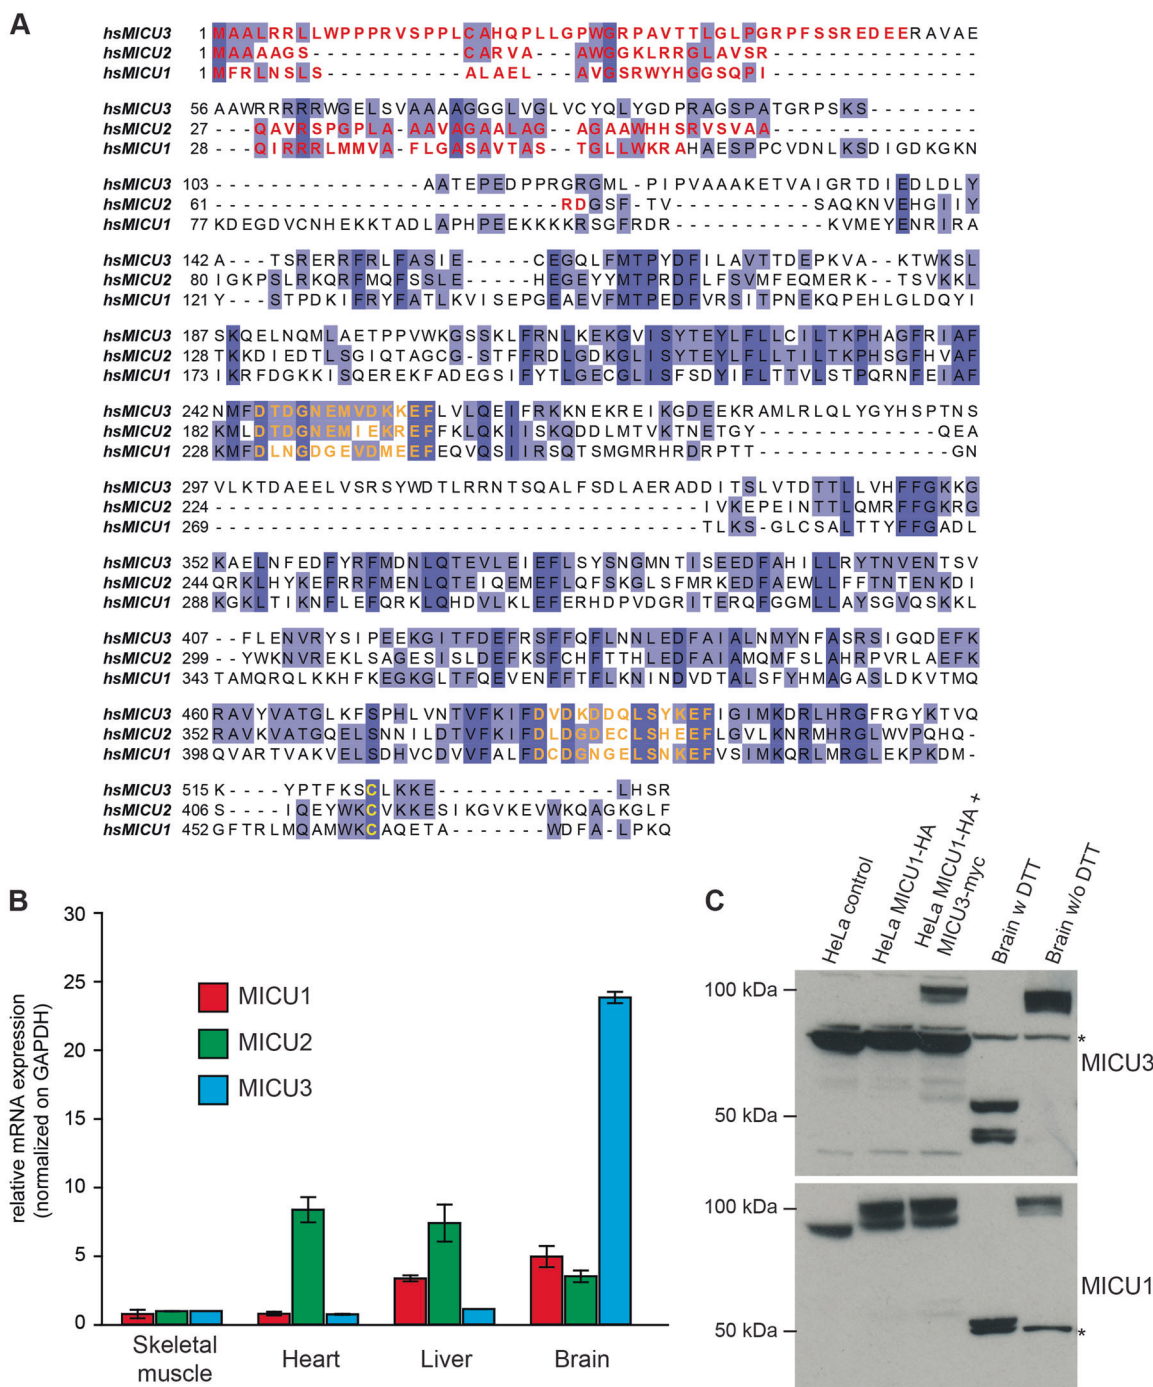 A
hsMICU3 1 MAALRRLLWPPPRVSPPLCAHQPLLGPWGRPAVTTLGLPGRPFSSREDEERAVAE
hsMICU2 1 MAAAAGS-----------CARVA---AWGGKLRRGLAVSR---------------
hsMICU1 1 MFRLNSLS----------ALAEL---AVGSRWYHGGSQPI---------------
hsMICU3 56 AAWRRRRRWGELSVAAAAGGGLVGLVCYQLYGDPRAGSPATGRPSKS--------
hsMICU2 27 ---QAVRSPGPLA-AAVAGAALAG--AGAAWHHSRVSVAA---------------
hsMICU1 28 ---QIRRRLMMVA-FLGASAVTAS--TGLLWKRAHAESPPCVDNLKSDIGDKGKN
hsMICU3 103 ---------------AATEPEDPPRGRGML-PIPVAAAKETVAIGRTDIEDLDLY
hsMICU2 61 -------------------------RDGSF-TV----------SAQKNVEHGIIY
hsMICU1 77 KDEGDVCNHEKKTADLAPHPEEKKKKRSGFRDR-----------KVMEYENRIRA
hsMICU3 142 A---TSRERRFRLFASIE-----CEGQLFMTPYDFILAVTTDEPKVA--KTWKSL
hsMICU2 80 IGKPSLRKQRFMQFSSLE-----HEGEYYMTPRDFLFSVMFEQMERK--TSVKKL
hsMICU1 121 Y---STPDKIFRYFATLKVISEPGEAEVFMTPEDFVRSITPNEKQPEHLGLDQYI
hsMICU3 187 SKQELNQMLAETPPVWKGSSKLFRNLKEKGVISYTEYLFLLCILTKPHAGFRIAF
hsMICU2 128 TKKDIEDTLSGIQTAGCG-STFFRDLGDKGLISYTEYLFLLTILTKPHSGFHVAF
hsMICU1 173 IKRFDGKKISQEREKFADEGSIFYTLGECGLISFSDYIFLTTVLSTPQRNFEIAF
hsMICU3 242 NMFDTDGNEMVDKKEFLVLQEIFRKKNEKREIKGDEEKRAMLRLQLYGYHSPTNS
hsMICU2 182 KMLDTDGNEMIEKREFFKLQKIISKQDDLMTVKTNETGY-------------QEA
hsMICU1 228 KMFDLNGDGEVDMEEFEQVQSIIRSQTSMGMRHRDRPTT--------------GN
hsMICU3 297 VLKTDAEELVSRSYWDTLRRNTSQALFSDLAERADDITSLVTDTTLLVHFFGKKG
hsMICU2 224 -----------------------------------IVKEPEINTTLQMRFFGKRG
hsMICU1 269 -----------------------------------TLKS-GLCSALTTYFFGADL
hsMICU3 352 KAELNFEDFYRFMDNLQTEVLEIEFLSYSNGMNTISEEDFAHILLRYTNVENTSV
hsMICU2 244 QRKLHYKEFRRFMENLQTEIQEMEFLQFSKGLSFMRKEDFAEWLLFFTNTENKDI
hsMICU1 288 KGKLTIKNFLEFQRKLQHDVLKLEFERHDPVDGRITERQFGGMLLAYSGVQSKKL
hsMICU3 407 --FLENVRYSIPEEKGITFDEFRSFFQFLNNLEDFAIALNMYNFASRSIGQDEFK
hsMICU2 299 --YWKNVREKLSAGESISLDEFKSFCHFTTHLEDFAIAMQMFSLAHRPVRLAEFK
hsMICU1 343 TAMQRQLKKHFKEGKGLTFQEVENFFTFLKNINDVDTALSFYHMAGASLDKVTMQ
hsMICU3 460 RAVYVATGLKFSPHLVNTVFKIFDVDKDDQLSYKEFIGIMKDRLHRGFRGYKTVQ
hsMICU2 352 RAVKVATGQELSNNILDTVFKIFDLDGDECLSHEEFLGVLKNRMHRGLWVPQHQ-
hsMICU1 398 QVARTVAKVELSDHVCDVVFALFDCDGNGELSNKEFVSIMKQRLMRGLEKPKDM-
hsMICU3 515 K----YPTFKSCLKKE-------------LHSR
hsMICU2 406 S----IQEYWKCVKKESIKGVKEVWKQAGKGLF
hsMICU1 452 GFTRLMQAMWKCAQETA-------WDFA-LPKQ
B
relative mRNA expression
(normalized on GAPDH)
30
25
20
15
10
5
0
MICU1
MICU2
MICU3
Skeletal
muscle
Heart
Liver
Brain
C
HeLa control
HeLa MICU1-HA
HeLa MICU1-HA +
MICU3-myc
Brain w DTT
Brain w/o DTT
100 kDa
*
MICU3
50 kDa
100 kDa
MICU1
50 kDa
*